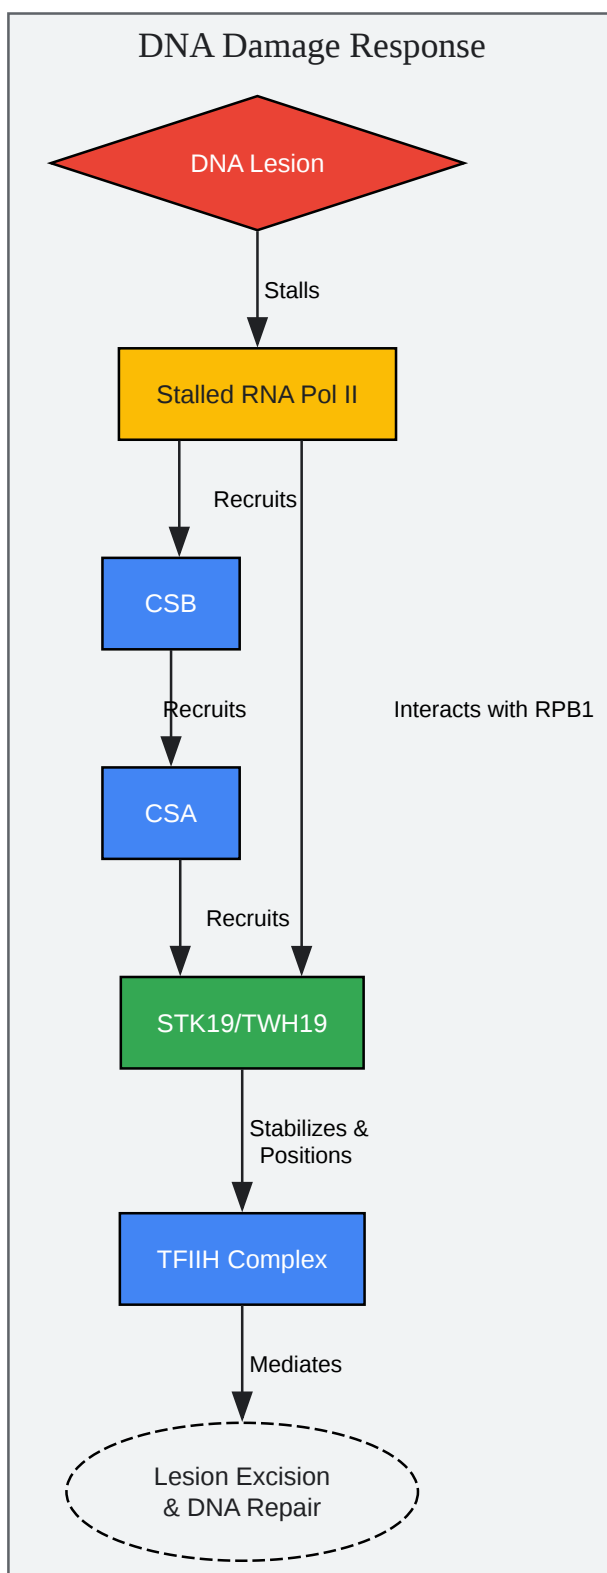 DNA Damage Response
DNA Lesion
Stalls
Stalled RNA Pol II
Recruits
CSB
Recruits
Interacts with RPB1
CSA
Recruits
STK19/TWH19
Stabilizes &
Positions
TFIIH Complex
Mediates
Lesion Excision
& DNA Repair